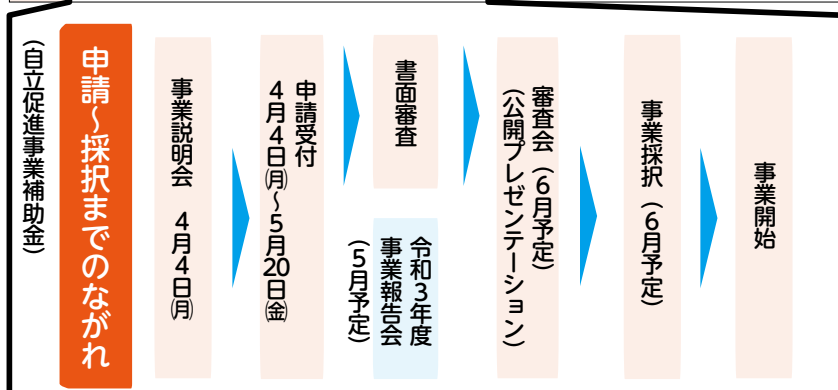 申請～採択までのながれ
(自立促進事業補助金)
事業説明会　4月4日㈪
申請受付
4月4日㈪～5月20日㈮
書面審査
令和3年度
事業報告会
(5月予定)
審査会(6月予定)
(公開プレゼンテーション)
事業採択(6月予定)
事業開始